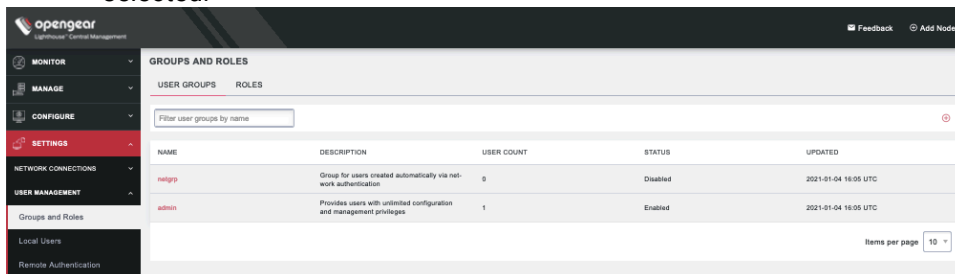 selected.
opengear
Lighthouse™ Central Management
Feedback
Add Node
MONITOR
MANAGE
CONFIGURE
SETTINGS
NETWORK CONNECTIONS
USER MANAGEMENT
Groups and Roles
Local Users
Remote Authentication
GROUPS AND ROLES
USER GROUPS ROLES
Filter user groups by name
NAME DESCRIPTION USER COUNT STATUS UPDATED
netgrp Group for users created automatically via net-
work authentication 0 Disabled 2021-01-04 16:05 UTC
admin Provides users with unlimited configuration
and management privileges 1 Enabled 2021-01-04 16:05 UTC
Items per page 10